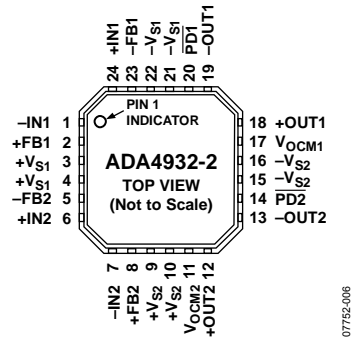 24 +IN1
23 –FB1
22 –VS1
21 –VS1
20 PD1
19 –OUT1
PIN 1
INDICATOR
–IN1 1
+FB1 2
+VS1 3
+VS1 4
–FB2 5
+IN2 6
ADA4932-2
TOP VIEW
(Not to Scale)
18 +OUT1
17 VOCM1
16 –VS2
15 –VS2
14 PD2
13 –OUT2
–IN2 7
+FB2 8
+VS2 9
+VS2 10
VOCM2 11
+OUT2 12
07752-006